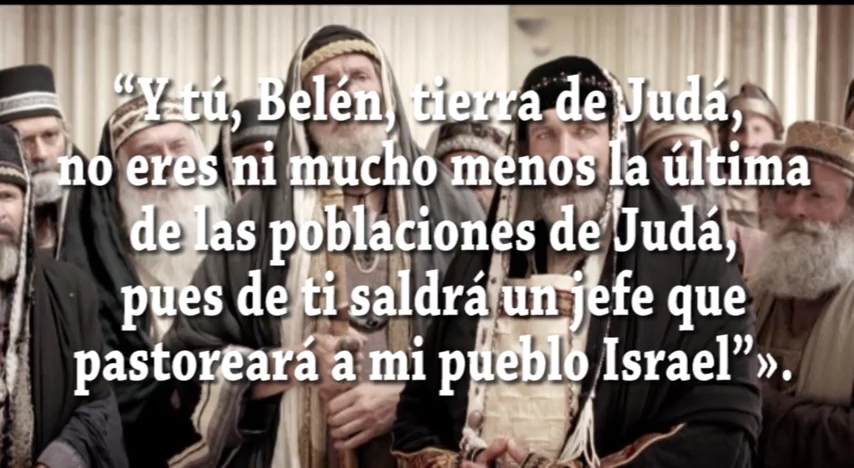 “Y tú, Belén, tierra de Judá,
no eres ni mucho menos la última
de las poblaciones de Judá,
pues de ti saldrá un jefe que
pastoreará a mi pueblo Israel”».